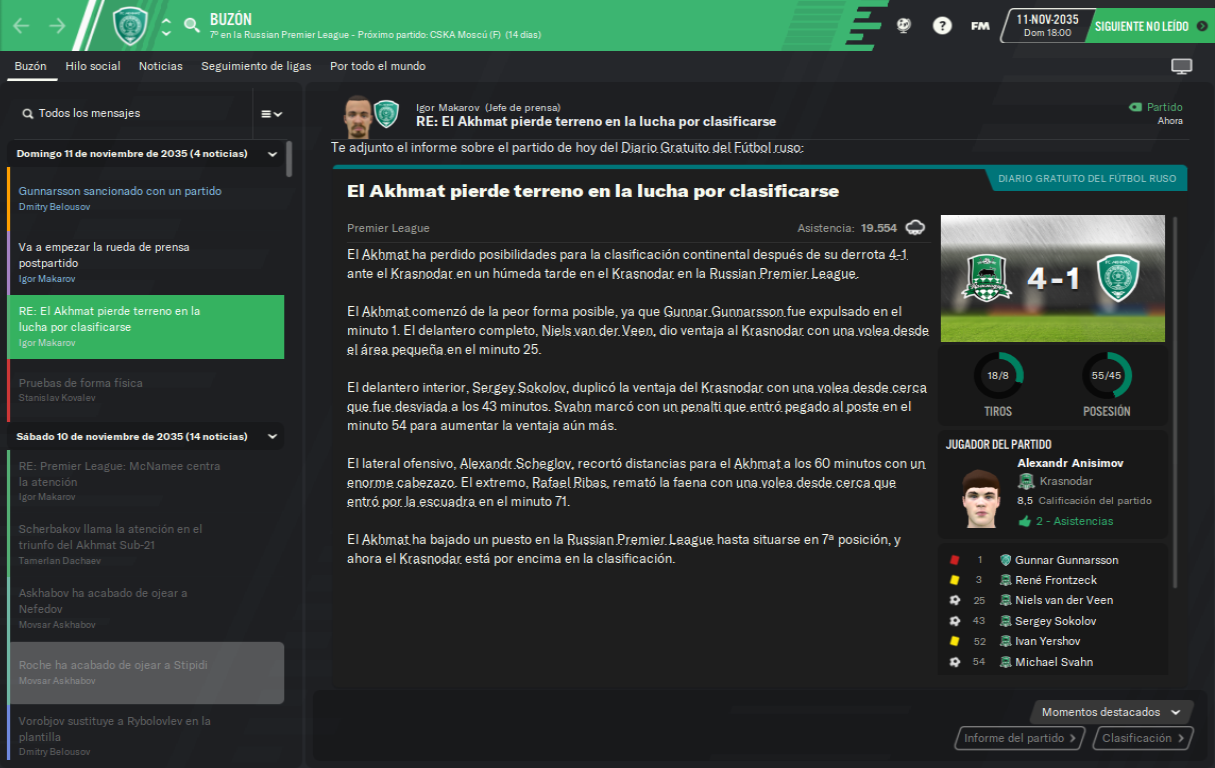 BUZÓN
7º en la Russian Premier League - Próximo partido: CSKA Moscú (F) (14 días)
?
FM
11-NOV-2035
Dom 18:00
SIGUIENTE NO LEÍDO
Buzón
Hilo social
Noticias
Seguimiento de ligas
Por todo el mundo
Todos los mensajes
Domingo 11 de noviembre de 2035 (4 noticias)
Gunnarsson sancionado con un partido
Dmitry Belousov
Va a empezar la rueda de prensa
postpartido
Igor Makarov
RE: El Akhmat pierde terreno en la
lucha por clasificarse
Igor Makarov
Pruebas de forma física
Stanislav Kovalev
Sábado 10 de noviembre de 2035 (14 noticias)
RE: Premier League: McNamee centra
la atención
Igor Makarov
Scherbakov llama la atención en el
triunfo del Akhmat Sub-21
Tamerlan Dachaev
Askhabov ha acabado de ojear a
Nefedov
Movsar Askhabov
Roche ha acabado de ojear a Stipidi
Movsar Askhabov
Vorobjov sustituye a Rybolovlev en la
plantilla
Dmitry Belousov
Igor Makarov (Jefe de prensa)
RE: El Akhmat pierde terreno en la lucha por clasificarse
Partido
Ahora
Te adjunto el informe sobre el partido de hoy del Diario Gratuito del Fútbol ruso:
DIARIO GRATUITO DEL FÚTBOL RUSO
El Akhmat pierde terreno en la lucha por clasificarse
Premier League
Asistencia: 19.554
El Akhmat ha perdido posibilidades para la clasificación continental después de su derrota 4-1
ante el Krasnodar en un húmeda tarde en el Krasnodar en la Russian Premier League.
El Akhmat comenzó de la peor forma posible, ya que Gunnar Gunnarsson fue expulsado en el
minuto 1. El delantero completo, Niels van der Veen, dio ventaja al Krasnodar con una volea desde
el área pequeña en el minuto 25.
El delantero interior, Sergey Sokolov, duplicó la ventaja del Krasnodar con una volea desde cerca
que fue desviada a los 43 minutos. Svahn marcó con un penalti que entró pegado al poste en el
minuto 54 para aumentar la ventaja aún más.
El lateral ofensivo, Alexandr Scheglov, recortó distancias para el Akhmat a los 60 minutos con un
enorme cabezazo. El extremo, Rafael Ribas, remató la faena con una volea desde cerca que
entró por la escuadra en el minuto 71.
El Akhmat ha bajado un puesto en la Russian Premier League hasta situarse en 7ª posición, y
ahora el Krasnodar está por encima en la clasificación.
4-1
18/8
TIROS
55/45
POSESIÓN
JUGADOR DEL PARTIDO
Alexandr Anisimov
Krasnodar
8,5 Calificación del partido
2 - Asistencias
1 Gunnar Gunnarsson
3 René Frontzeck
25 Niels van der Veen
43 Sergey Sokolov
52 Ivan Yershov
54 Michael Svahn
Momentos destacados
Informe del partido
Clasificación